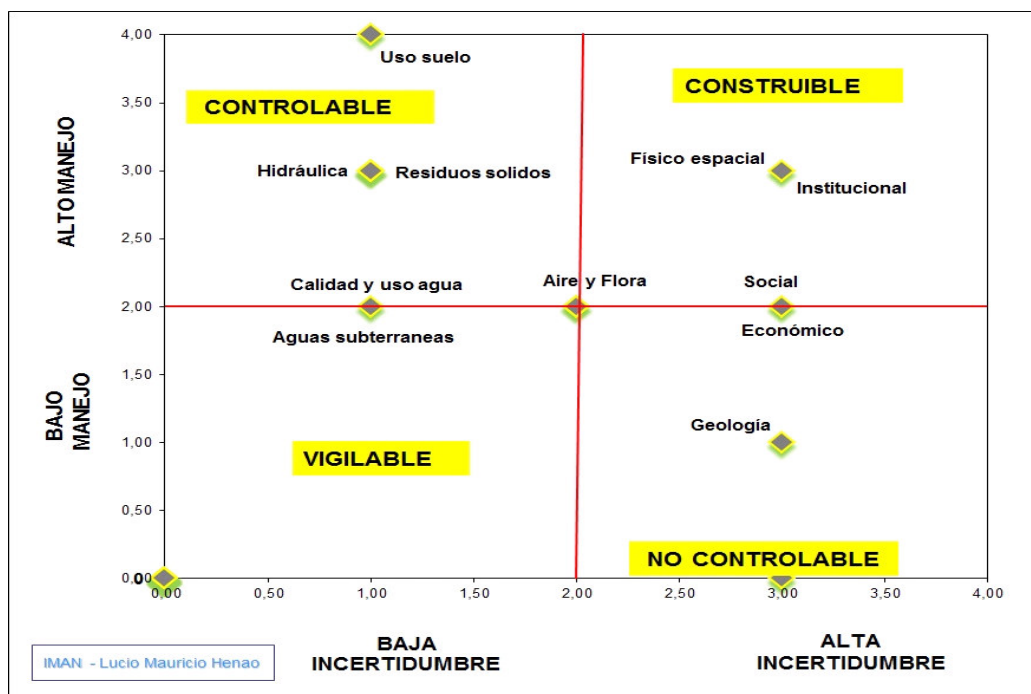 4,00
Uso suelo
CONSTRUIBLE
3,50
CONTROLABLE
ALTO MANEJO
3,00
Hidráulica
Residuos solidos
Físico espacial
Institucional
2,50
Calidad y uso agua
Aire y Flora
Social
2,00
Aguas subterraneas
Económico
1,50
BAJO
MANEJO
Geología
1,00
VIGILABLE
0,50
NO CONTROLABLE
0
0,00
0,00 0,50 1,00 1,50 2,00 2,50 3,00 3,50 4,00
BAJA
INCERTIDUMBRE
ALTA
INCERTIDUMBRE
IMAN - Lucio Mauricio Henao